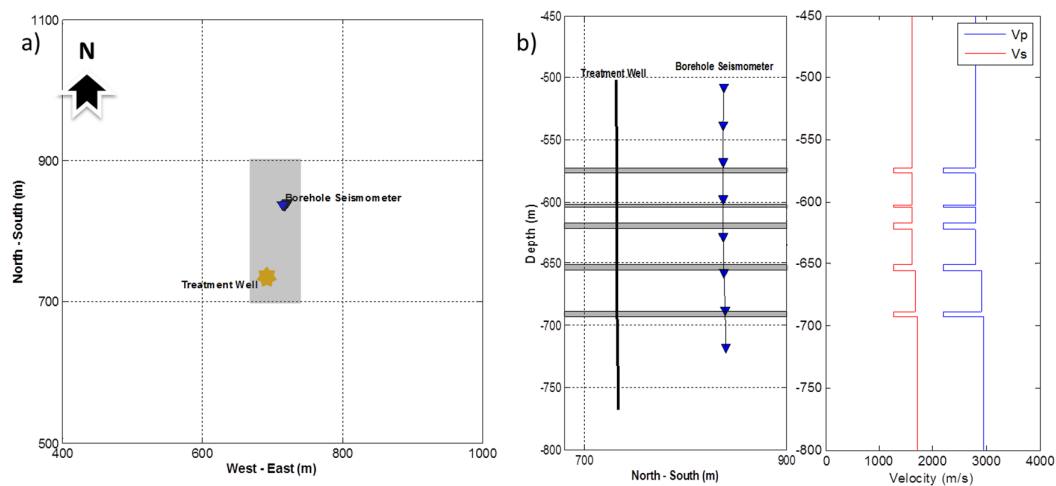 a)
N
1100
900
700
500
400
600
800
1000
North - South (m)
West - East (m)
Borehole Seismometer
Treatment Well
b)
-450
-500
-550
-600
-650
-700
-750
-800
Depth (m)
700
900
North - South (m)
Treatment Well
Borehole Seismometer
-450
-500
-550
-600
-650
-700
-750
-800
0
1000
2000
3000
4000
Velocity (m/s)
Vp
Vs